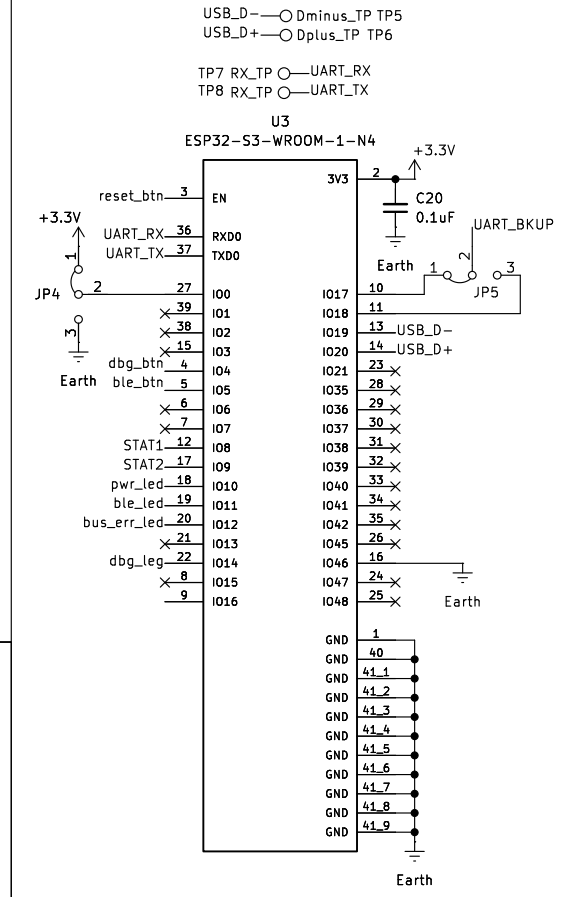 USB_D- Dminus_TP TP5
USB_D+ Dplus_TP TP6
TP7 RX_TP UART_RX
TP8 RX_TP UART_TX
U3
ESP32-S3-WROOM-1-N4
+3.3V
2 3V3
C20
0.1uF
Earth
reset_btn 3 EN
+3.3V
UART_RX 36 RXD0
UART_TX 37 TXD0
UART_BKUP
1 2 3
JP4
1 2 3
JP5
Earth
27 IO0
39 IO1
38 IO2
15 IO3
dbg_btn 4 IO4
ble_btn 5 IO5
6 IO6
7 IO7
STAT1 12 IO8
STAT2 17 IO9
pwr_led 18 IO10
ble_led 19 IO11
bus_err_led 20 IO12
21 IO13
dbg_leg 22 IO14
8 IO15
9 IO16
IO17 10
IO18 11
IO19 13 USB_D-
IO20 14 USB_D+
IO21 23
IO35 28
IO36 29
IO37 30
IO38 31
IO39 32
IO40 33
IO41 34
IO42 35
IO45 26
IO46 16
Earth
IO47 24
IO48 25
GND 1
GND 40
GND 41_1
GND 41_2
GND 41_3
GND 41_4
GND 41_5
GND 41_6
GND 41_7
GND 41_8
GND 41_9
Earth